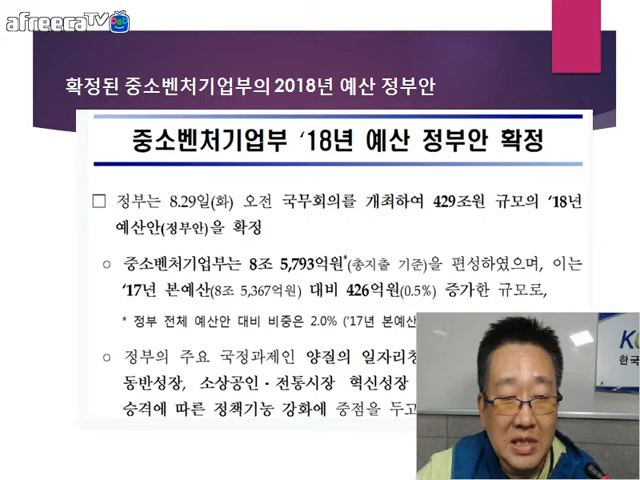 afreecaTV
확정된 중소벤처기업부의 2018년 예산 정부안
중소벤처기업부 ‘18년 예산 정부안 확정
□ 정부는 8.29일(화) 오전 국무회의를 개최하여 429조원 규모의 ‘18년
예산안(정부안)을 확정
○ 중소벤처기업부는 8조 5,793억원*(총지출 기준)을 편성하였으며, 이는
‘17년 본예산(8조 5,367억원) 대비 426억원(0.5%) 증가한 규모로,
* 정부 전체 예산안 대비 비중은 2.0% (‘17년 본예산
○ 정부의 주요 국정과제인 양질의 일자리창
동반성장, 소상공인·전통시장 혁신성장
승격에 따른 정책기능 강화에 중점을 두고
한국